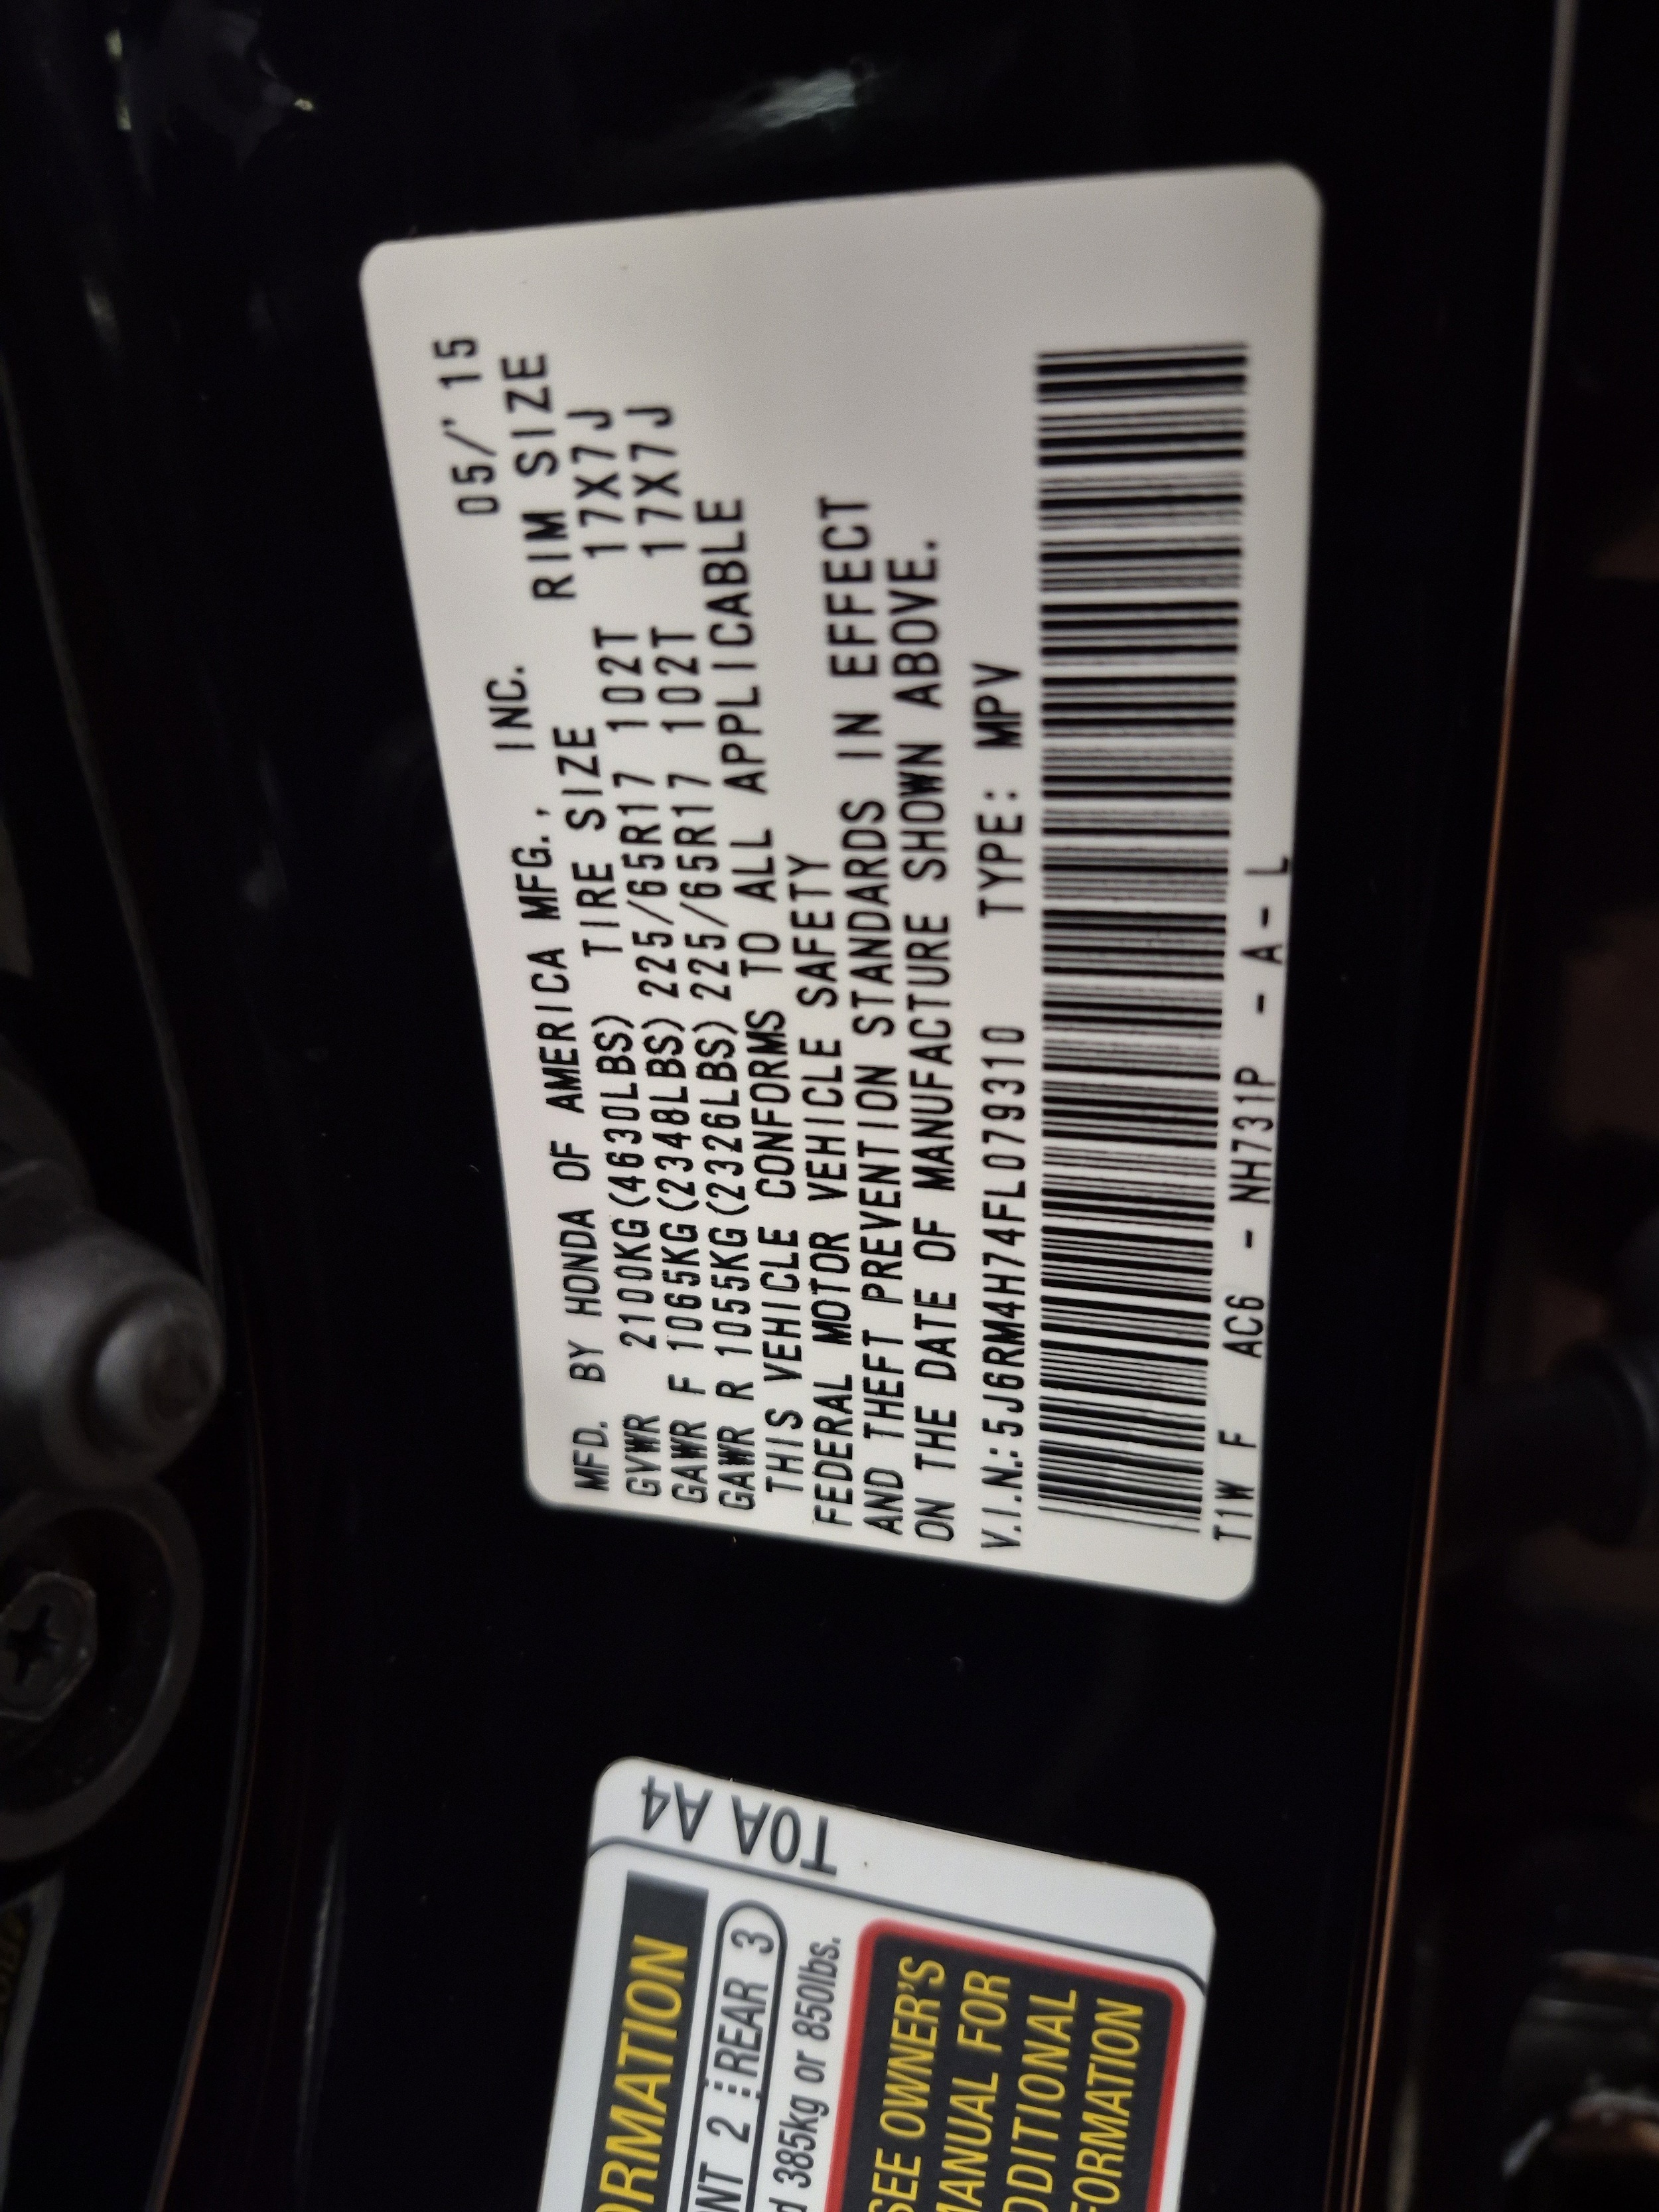 MFD. BY HONDA OF AMERICA MFG., INC. 05/'15
GVWR 2100KG(4630LBS) TIRE SIZE RIM SIZE
GAWR F 1065KG(2348LBS) 225/65R17 102T 17X7J
GAWR R 1055KG(2326LBS) 225/65R17 102T 17X7J
THIS VEHICLE CONFORMS TO ALL APPLICABLE
FEDERAL MOTOR VEHICLE SAFETY
AND THEFT PREVENTION STANDARDS IN EFFECT
ON THE DATE OF MANUFACTURE SHOWN ABOVE.
V.I.N.:5J6RM4H74FL079310 TYPE: MPV
T1W F AC6 - NH731P - A - L
T0A A4
ORMATION
NT 2 REAR 3
d 385kg or 850lbs.
SEE OWNER'S
MANUAL FOR
DDITIONAL
FORMATION